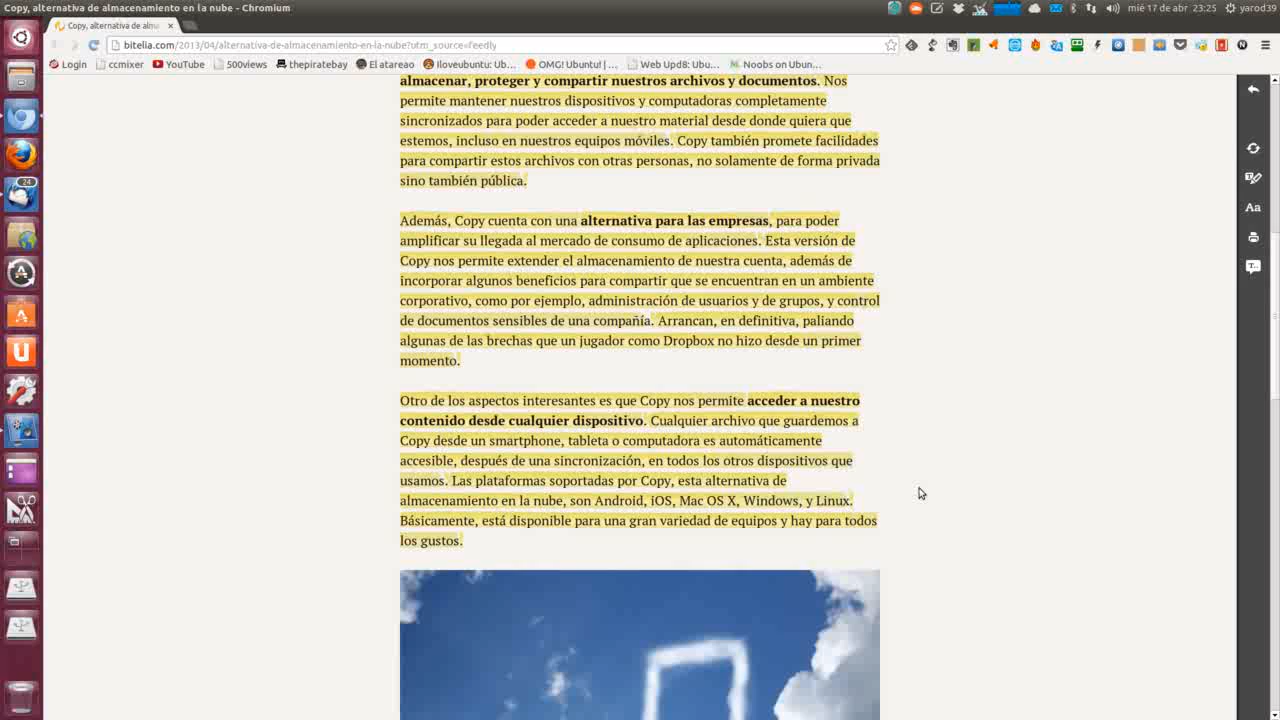 Copy, alternativa de almacenamiento en la nube - Chromium
mié 17 de abr 23:25 yarod39
Copy, alternativa de alma
bitelia.com/2013/04/alternativa-de-almacenamiento-en-la-nube?utm_source=feedly
Login ccmixer YouTube 500views thepiratebay El atareao Iloveubuntu: Ub... OMG! Ubuntu! |... Web Upd8: Ubu... Noobs on Ubun...
almacenar, proteger y compartir nuestros archivos y documentos. Nos
permite mantener nuestros dispositivos y computadoras completamente
sincronizados para poder acceder a nuestro material desde donde quiera que
estemos, incluso en nuestros equipos móviles. Copy también promete facilidades
para compartir estos archivos con otras personas, no solamente de forma privada
sino también pública.
Además, Copy cuenta con una alternativa para las empresas, para poder
amplificar su llegada al mercado de consumo de aplicaciones. Esta versión de
Copy nos permite extender el almacenamiento de nuestra cuenta, además de
incorporar algunos beneficios para compartir que se encuentran en un ambiente
corporativo, como por ejemplo, administración de usuarios y de grupos, y control
de documentos sensibles de una compañía. Arrancan, en definitiva, paliando
algunas de las brechas que un jugador como Dropbox no hizo desde un primer
momento.
Otro de los aspectos interesantes es que Copy nos permite acceder a nuestro
contenido desde cualquier dispositivo. Cualquier archivo que guardemos a
Copy desde un smartphone, tableta o computadora es automáticamente
accesible, después de una sincronización, en todos los otros dispositivos que
usamos. Las plataformas soportadas por Copy, esta alternativa de
almacenamiento en la nube, son Android, iOS, Mac OS X, Windows, y Linux.
Básicamente, está disponible para una gran variedad de equipos y hay para todos
los gustos.
24
Aa